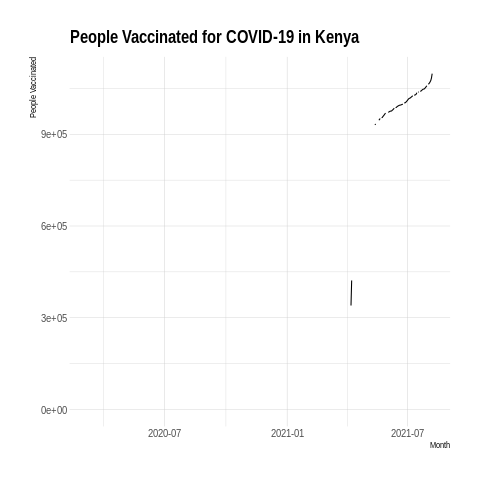 People Vaccinated for COVID-19 in Kenya
People Vaccinated
9e+05
6e+05
3e+05
0e+00
2020-07 2021-01 2021-07
Month